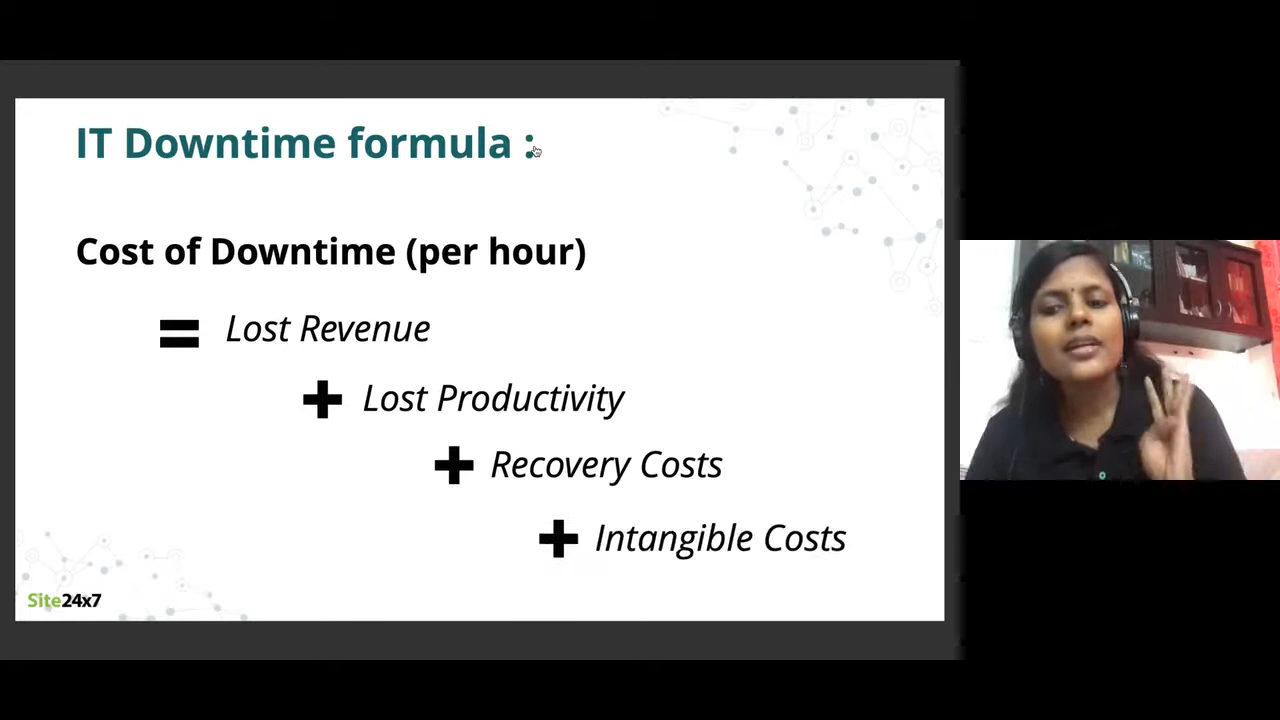 IT Downtime formula :
Cost of Downtime (per hour)
= Lost Revenue
+ Lost Productivity
+ Recovery Costs
+ Intangible Costs
Site24x7